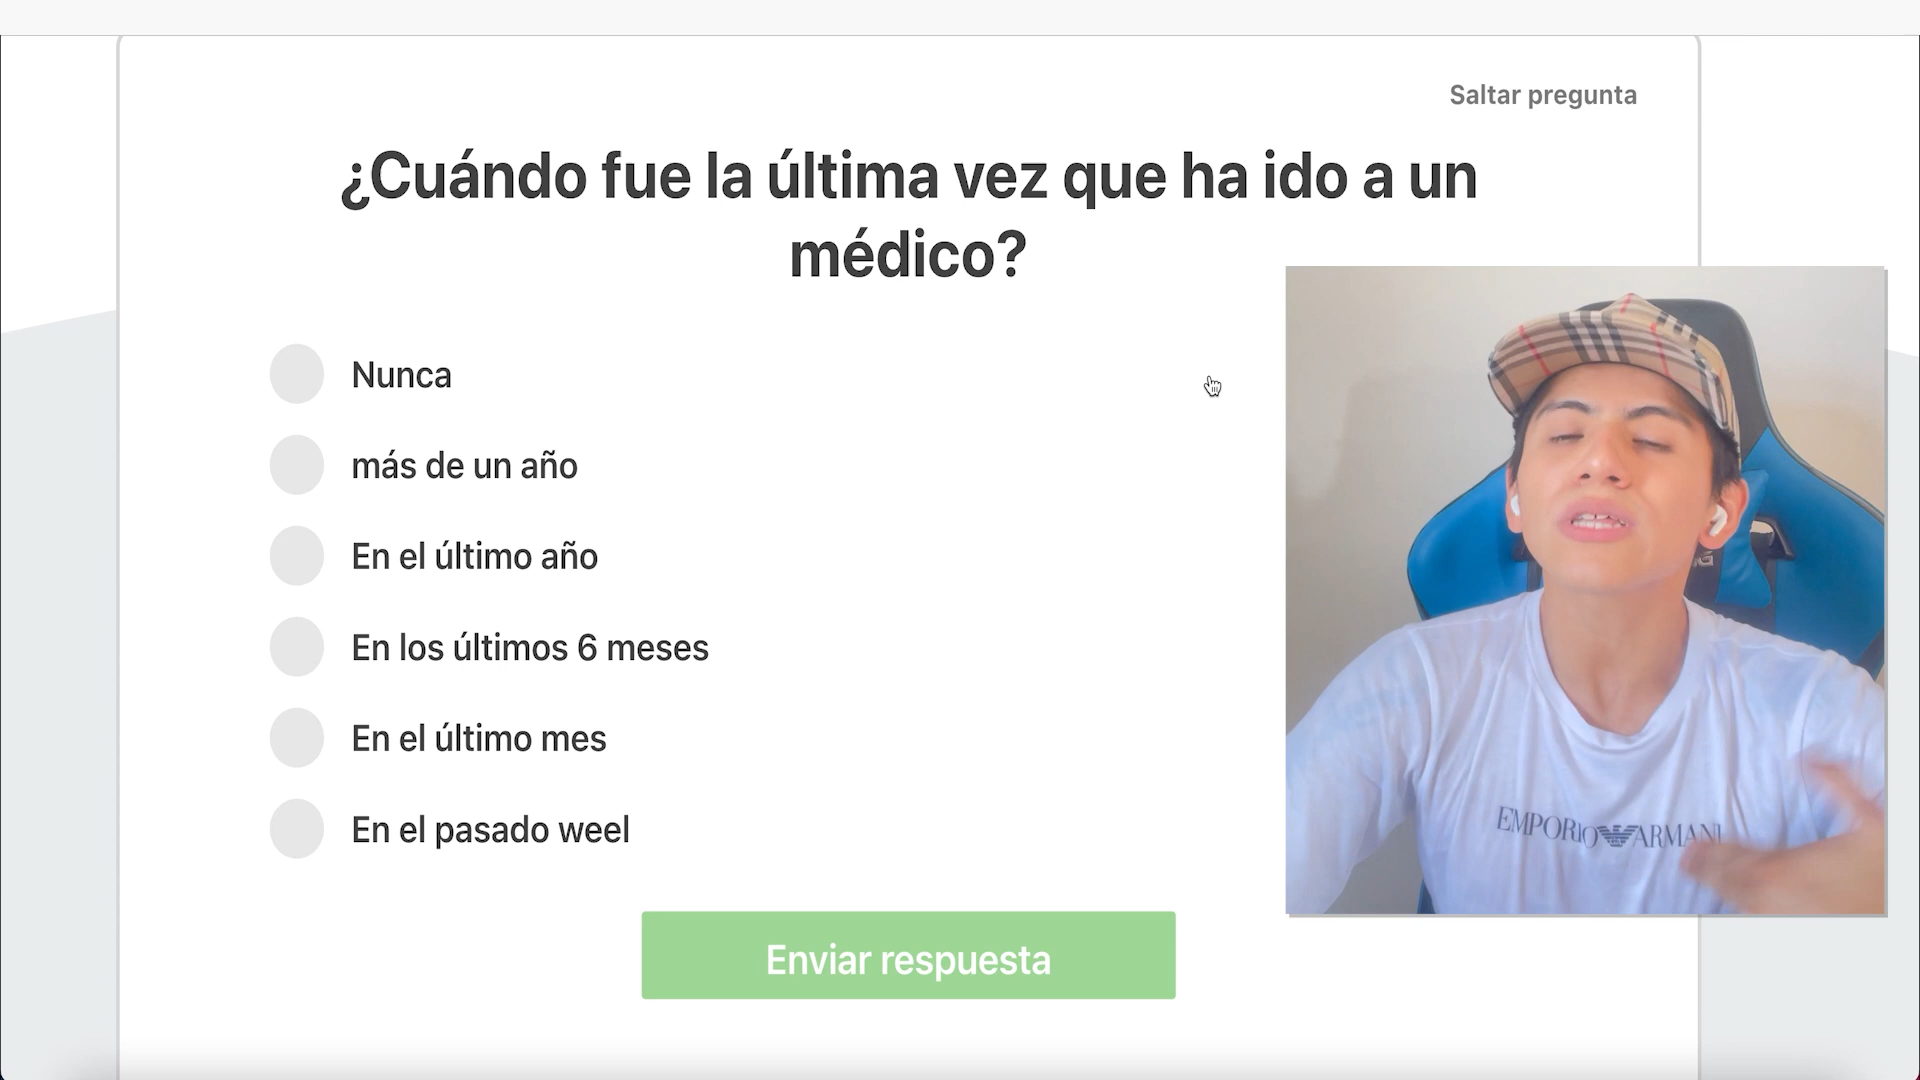 Saltar pregunta
¿Cuándo fue la última vez que ha ido a un
médico?
Nunca
más de un año
En el último año
En los últimos 6 meses
En el último mes
En el pasado weel
EMPORIO ARMANI
Enviar respuesta